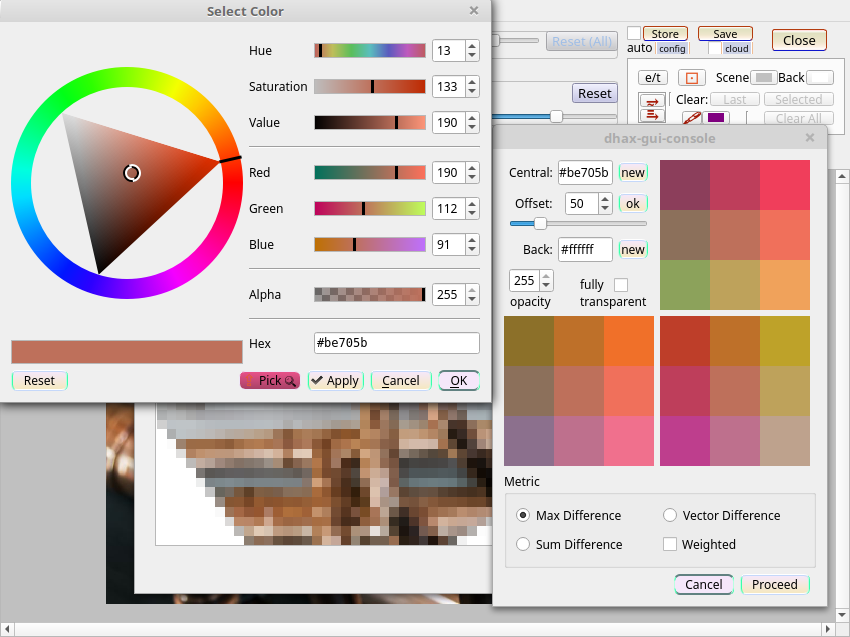 Select Color
Hue 13
Saturation 133
Value 190
Red 190
Green 112
Blue 91
Alpha 255
Hex #be705b
Reset Pick Apply Cancel OK
Reset (All)
Reset
Store Save Close
auto config cloud
e/t Scene Back
Clear: Last Selected
Clear All
dhax-gui-console
Central: #be705b new
Offset: 50 ok
Back: #ffffff new
255 fully
opacity transparent
Metric
Max Difference Vector Difference
Sum Difference Weighted
Cancel Proceed